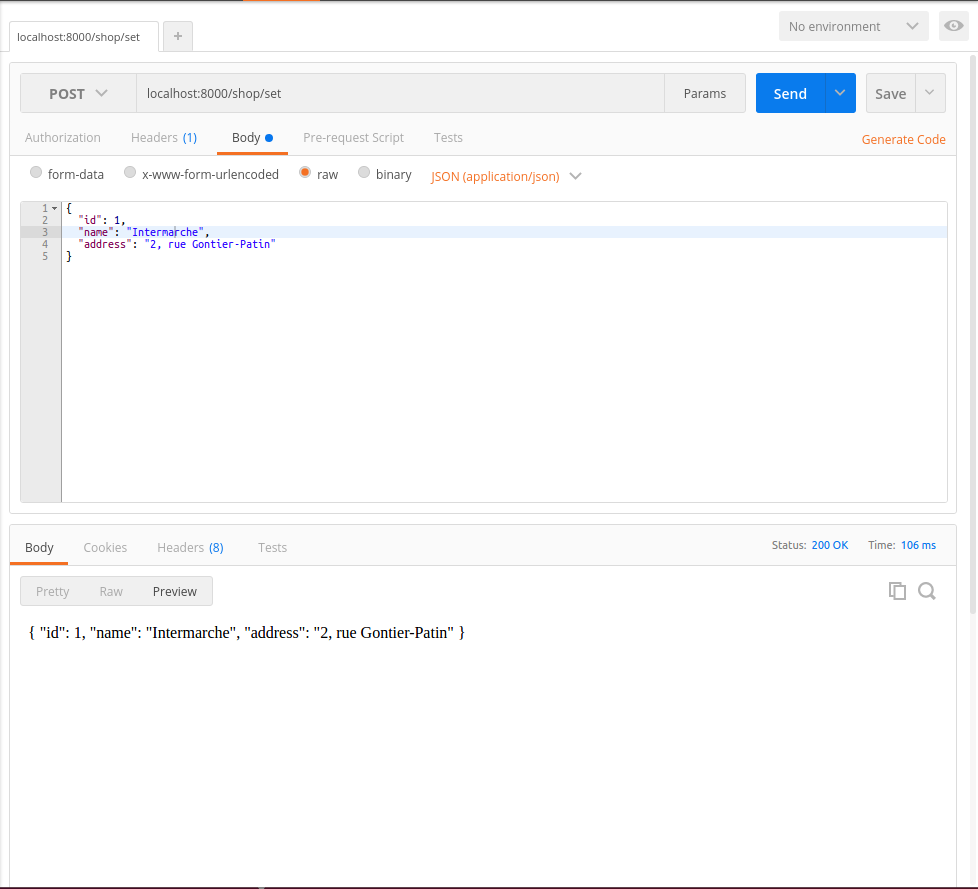 localhost:8000/shop/set +
No environment
POST localhost:8000/shop/set Params Send Save
Authorization Headers (1) Body Pre-request Script Tests Generate Code
form-data x-www-form-urlencoded raw binary JSON (application/json)
1 {
2 "id": 1,
3 "name": "Intermarche",
4 "address": "2, rue Gontier-Patin"
5 }
Body Cookies Headers (8) Tests Status: 200 OK Time: 106 ms
Pretty Raw Preview
{ "id": 1, "name": "Intermarche", "address": "2, rue Gontier-Patin" }